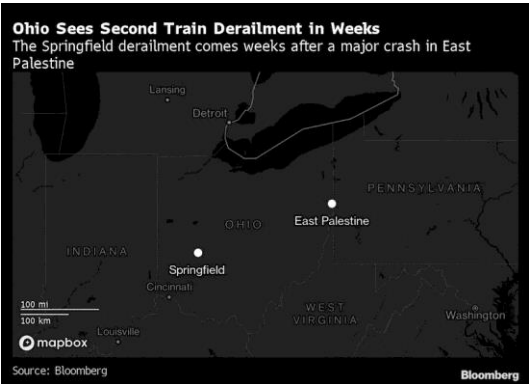 Ohio Sees Second Train Derailment in Weeks
The Springfield derailment comes weeks after a major crash in East
Palestine
Lansing
Detroit
PENNSYLVANIA
OHIO
East Palestine
INDIANA
Springfield
Cincinnati
100 mi
100 km
WEST
VIRGINIA
Washington
Louisville
mapbox
Source: Bloomberg
Bloomberg